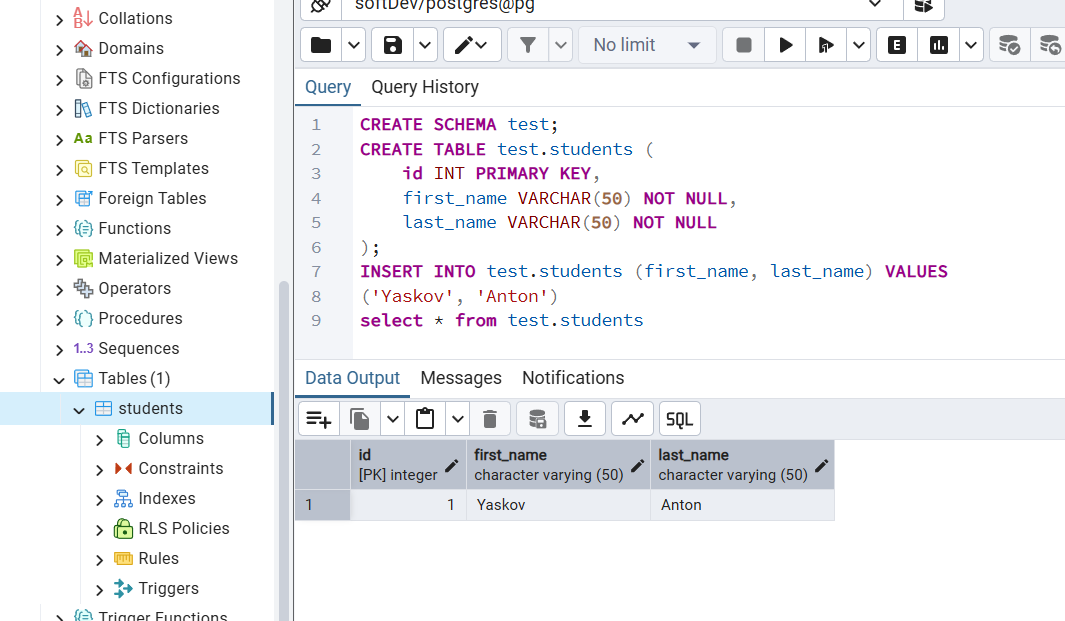 Collations
Domains
FTS Configurations
FTS Dictionaries
Aa FTS Parsers
FTS Templates
Foreign Tables
Functions
Materialized Views
Operators
Procedures
1..3 Sequences
Tables (1)
students
Columns
Constraints
Indexes
RLS Policies
Rules
Triggers
Trigger Functions
softDev/postgres@pg
No limit
E
Query
Query History
1 CREATE SCHEMA test;
2 CREATE TABLE test.students (
3 id INT PRIMARY KEY,
4 first_name VARCHAR(50) NOT NULL,
5 last_name VARCHAR(50) NOT NULL
6 );
7 INSERT INTO test.students (first_name, last_name) VALUES
8 ('Yaskov', 'Anton')
9 select * from test.students
Data Output
Messages
Notifications
SQL
id first_name last_name
[PK] integer character varying (50) character varying (50)
1 1 Yaskov Anton